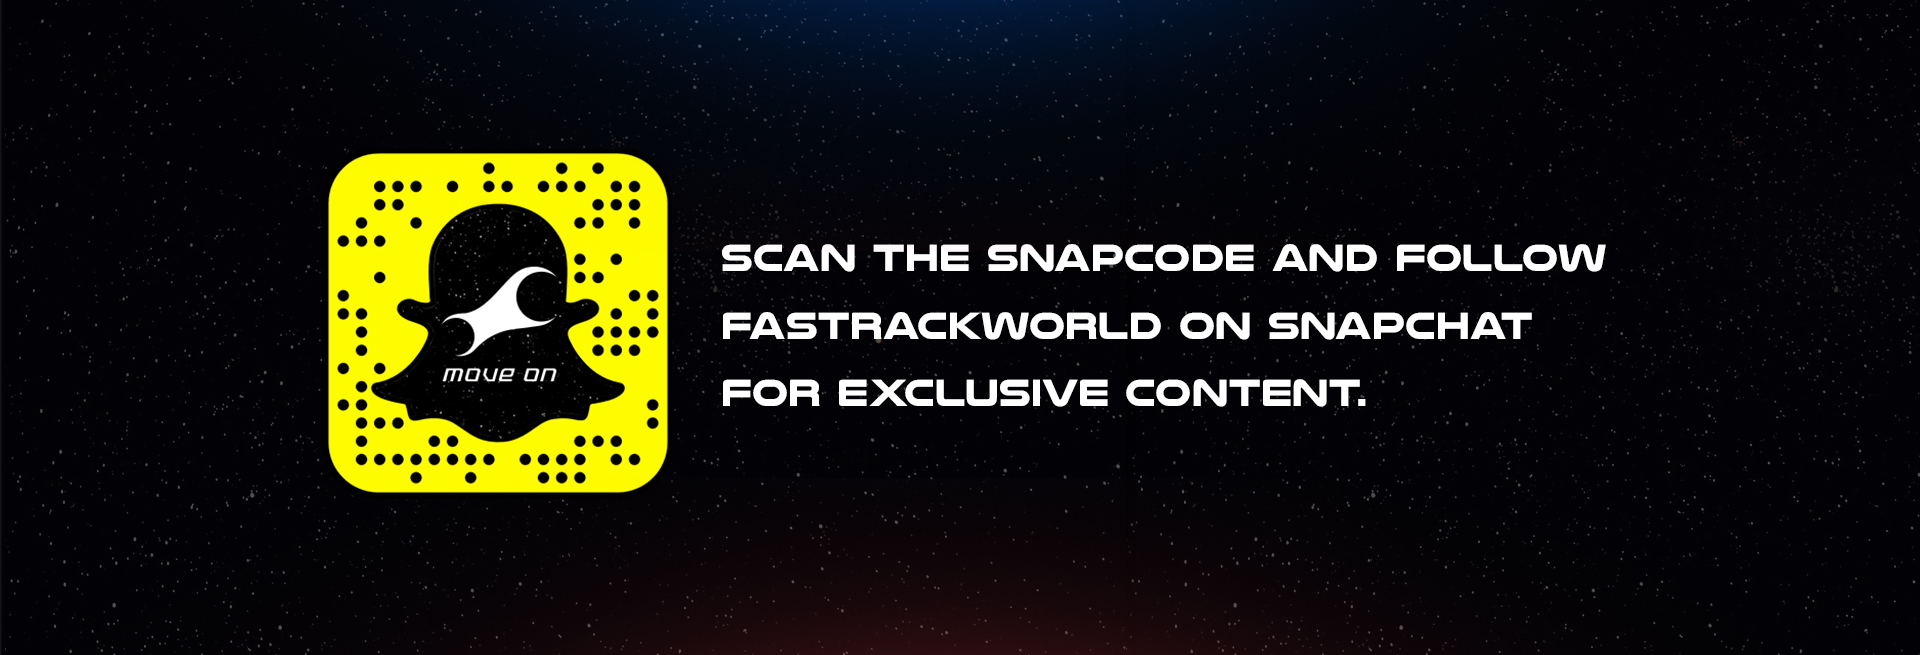 move on
SCAN THE SNAPCODE AND FOLLOW
FASTRACKWORLD ON SNAPCHAT
FOR EXCLUSIVE CONTENT.